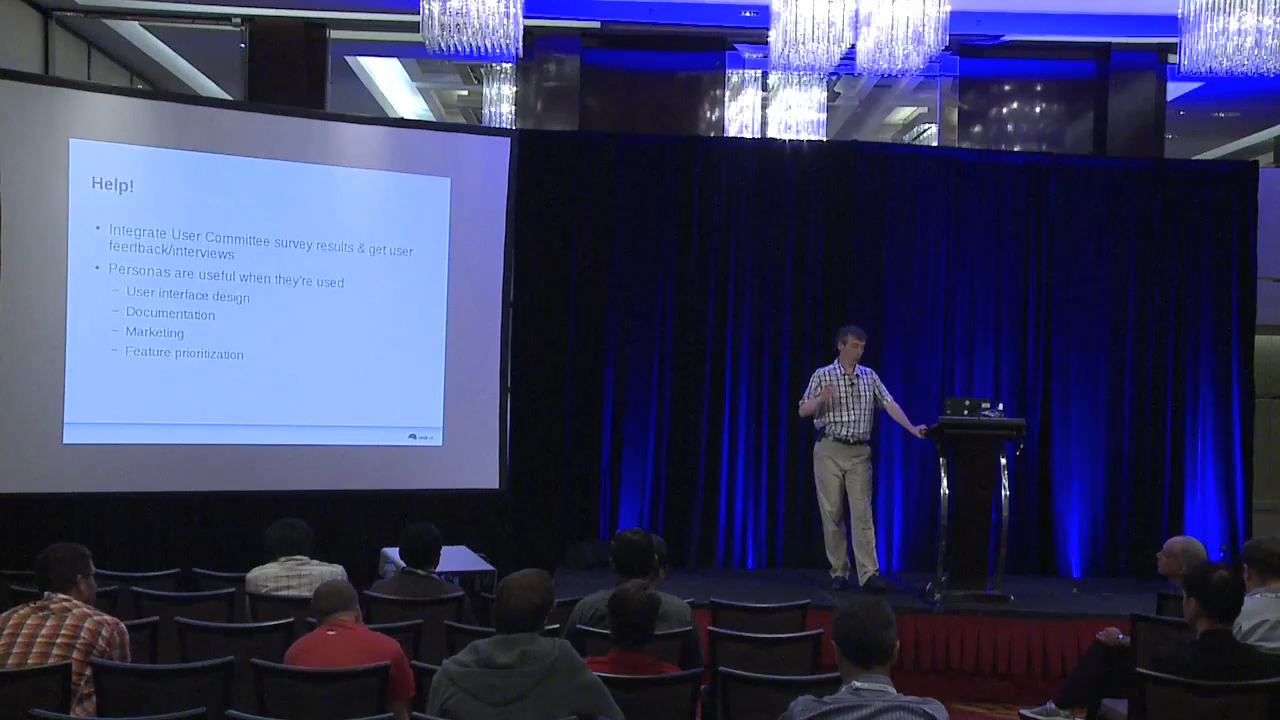 Help!
• Integrate User Committee survey results & get user
feedback/interviews
• Personas are useful when they're used
– User interface design
– Documentation
– Marketing
– Feature prioritization